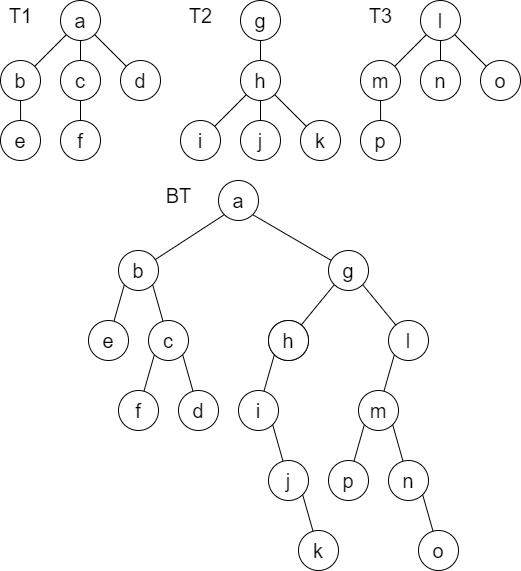 T1 a T2 g T3 l
b c d h m n o
e f i j k p
BT a
b g
e c h l
f d i m
j p n
k o